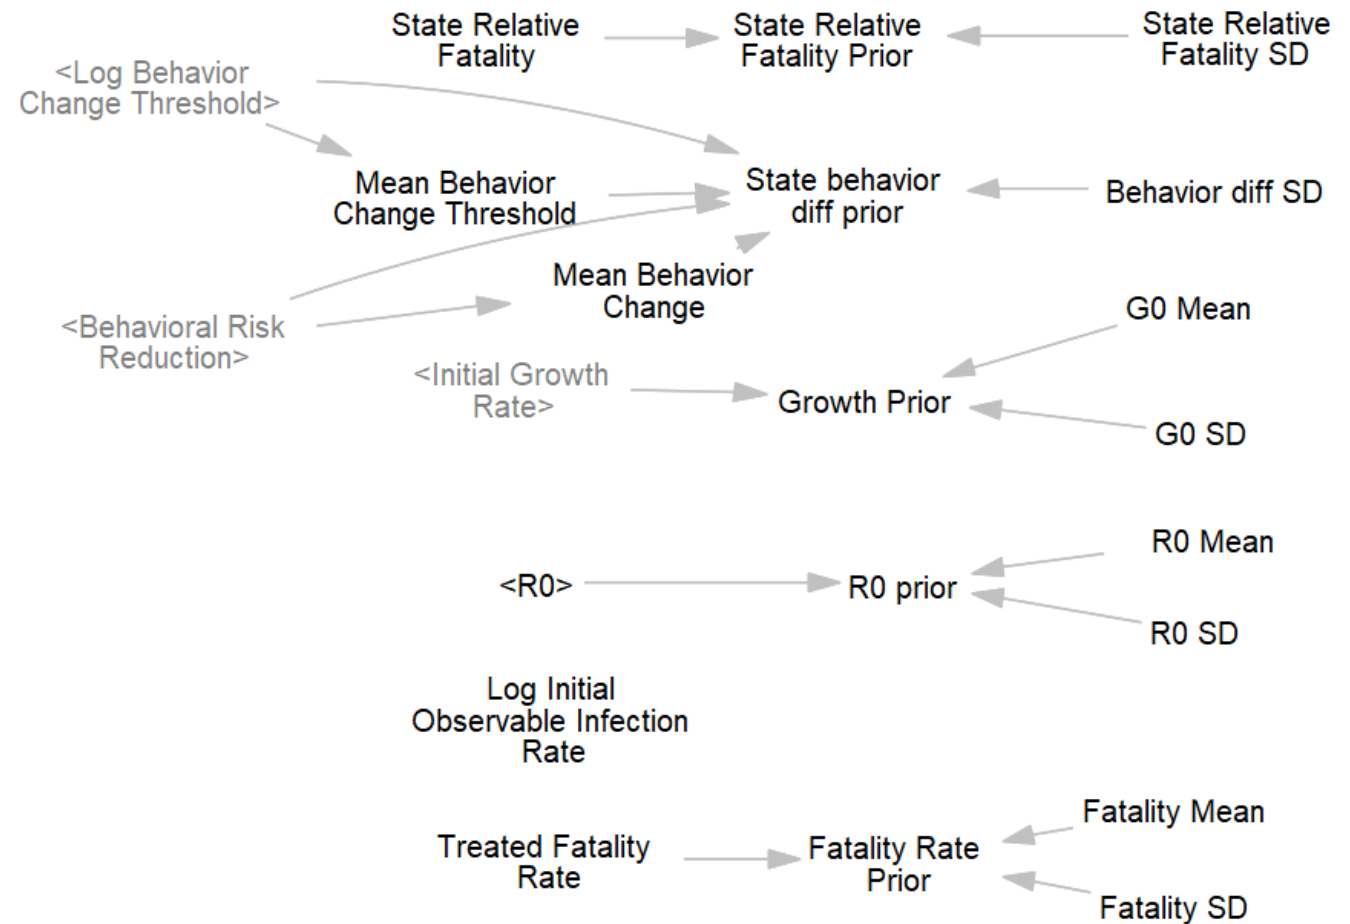 State Relative
Fatality
State Relative
Fatality Prior
State Relative
Fatality SD
<Log Behavior
Change Threshold>
Mean Behavior
Change Threshold
State behavior
diff prior
Behavior diff SD
Mean Behavior
Change
<Behavioral Risk
Reduction>
G0 Mean
<Initial Growth
Rate>
Growth Prior
G0 SD
R0 Mean
<R0>
R0 prior
R0 SD
Log Initial
Observable Infection
Rate
Treated Fatality
Rate
Fatality Rate
Prior
Fatality Mean
Fatality SD